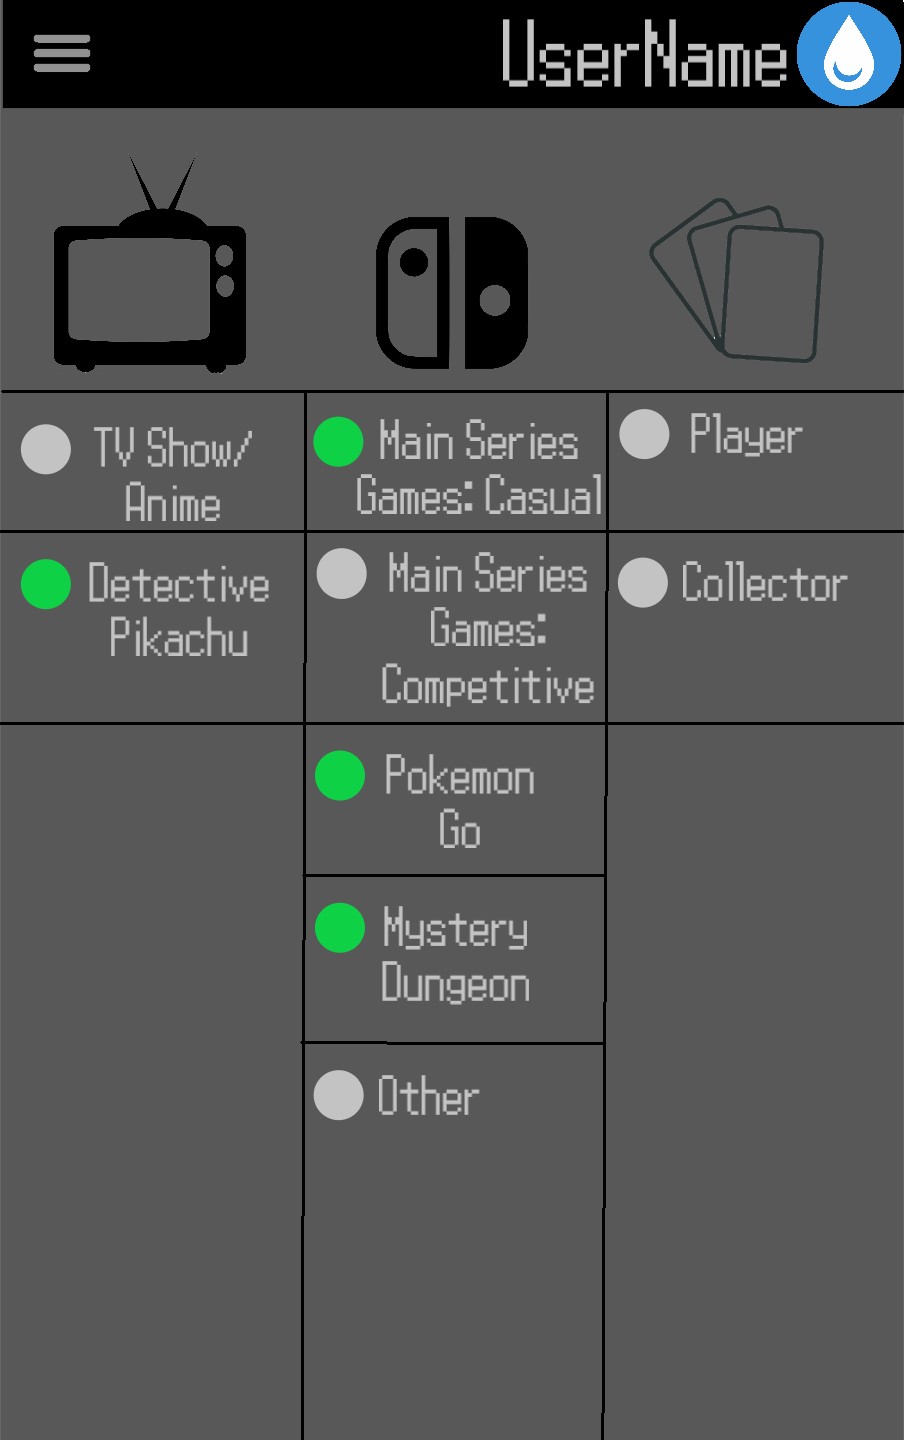 UserName
TV Show/
Anime
Detective
Pikachu
Main Series
Games: Casual
Main Series
Games:
Competitive
Pokemon
Go
Mystery
Dungeon
Other
Player
Collector